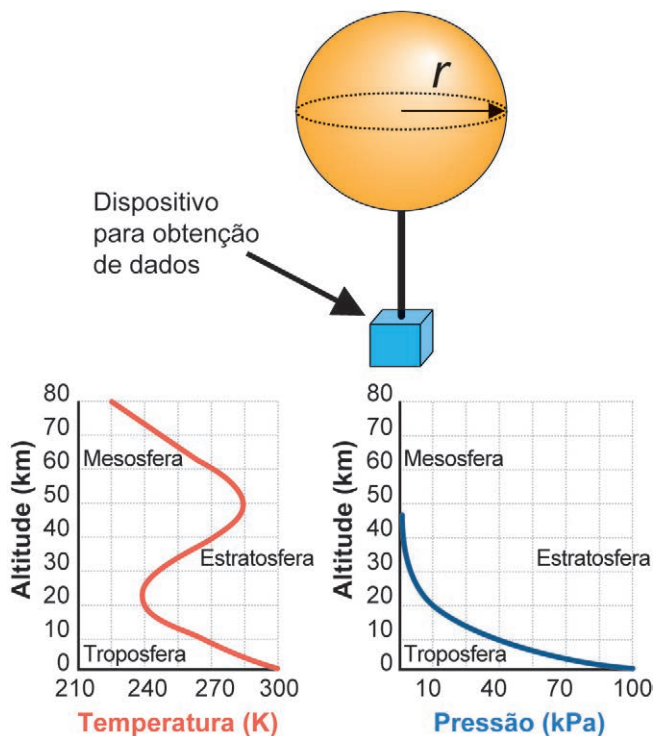 r
Dispositivo
para obtenção
de dados
Altitude (km)
80
70
60
50
40
30
20
10
0
Mesosfera
Estratosfera
Troposfera
210 240 270 300
Temperatura (K)
Altitude (km)
80
70
60
50
40
30
20
10
0
Mesosfera
Estratosfera
Troposfera
10 40 70 100
Pressão (kPa)